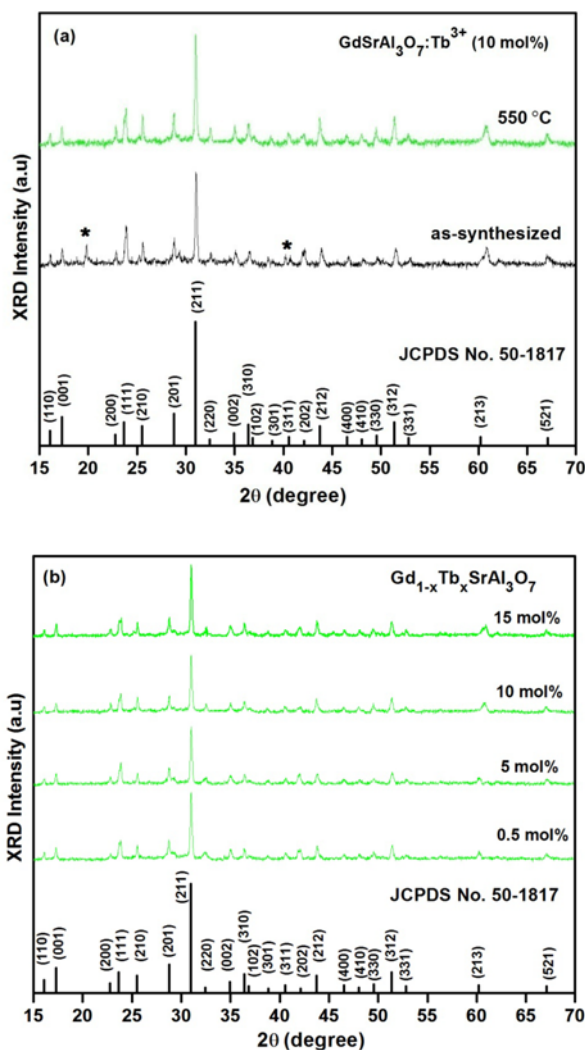 (a)
GdSrAl₃O₇:Tb³⁺ (10 mol%)
550 °C
*
*
as-synthesized
XRD Intensity (a.u)
JCPDS No. 50-1817
(110)
(001)
(200)
(111)
(210)
(201)
(211)
(220)
(002)
(310)
(102)
(301)
(311)
(202)
(212)
(400)
(410)
(330)
(312)
(331)
(213)
(521)
15 20 25 30 35 40 45 50 55 60 65 70
2θ (degree)
(b)
Gd₁₋ₓTbₓSrAl₃O₇
15 mol%
10 mol%
5 mol%
0.5 mol%
XRD Intensity (a.u)
JCPDS No. 50-1817
(110)
(001)
(200)
(111)
(210)
(201)
(211)
(220)
(002)
(310)
(102)
(301)
(311)
(202)
(212)
(400)
(410)
(330)
(312)
(331)
(213)
(521)
15 20 25 30 35 40 45 50 55 60 65 70
2θ (degree)